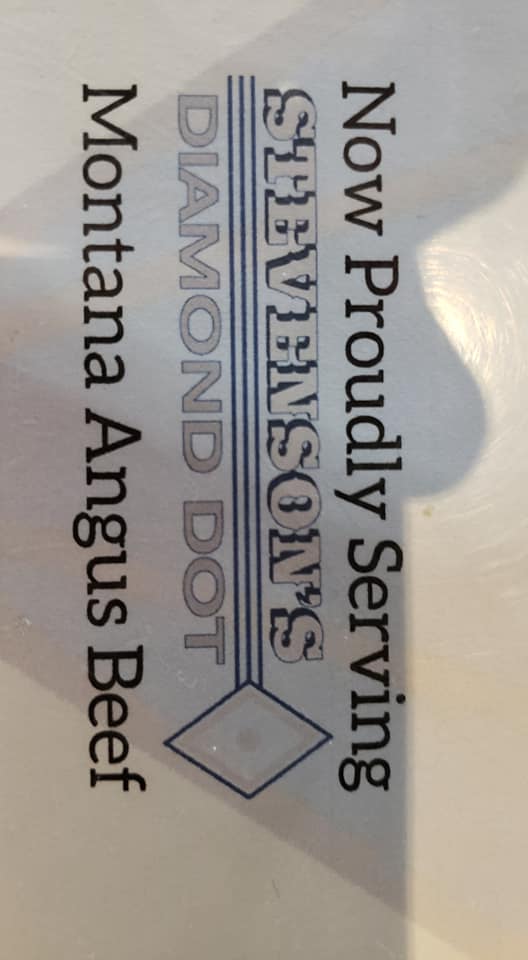 Now Proudly Serving
STEVENSON'S
DIAMOND DOT
Montana Angus Beef